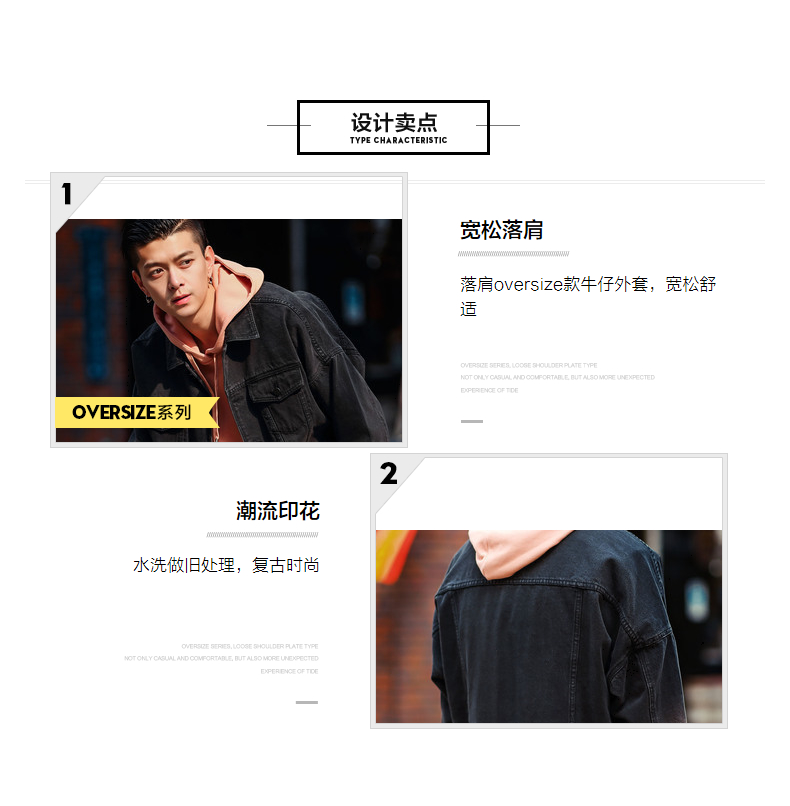 设计卖点
TYPE CHARACTERISTIC
1
OVERSIZE系列
宽松落肩
落肩oversize款牛仔外套，宽松舒
适
OVERSIZE SERIES, LOOSE SHOULDER PLATE TYPE
NOT ONLY CASUAL AND COMFORTABLE, BUT ALSO MORE UNEXPECTED
EXPERIENCE OF TIDE
2
潮流印花
水洗做旧处理，复古时尚
OVERSIZE SERIES, LOOSE SHOULDER PLATE TYPE
NOT ONLY CASUAL AND COMFORTABLE, BUT ALSO MORE UNEXPECTED
EXPERIENCE OF TIDE